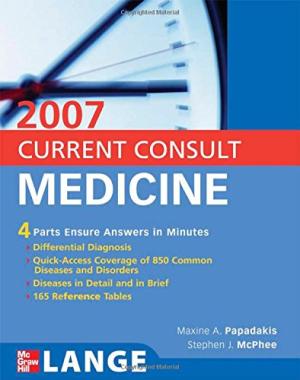 2007
CURRENT CONSULT
MEDICINE
4 Parts Ensure Answers in Minutes
Differential Diagnosis
Quick-Access Coverage of 850 Common
Diseases and Disorders
Diseases in Detail and in Brief
165 Reference Tables
Maxine A. Papadakis
Stephen J. McPhee
Mc
Graw
Hill
LANGE